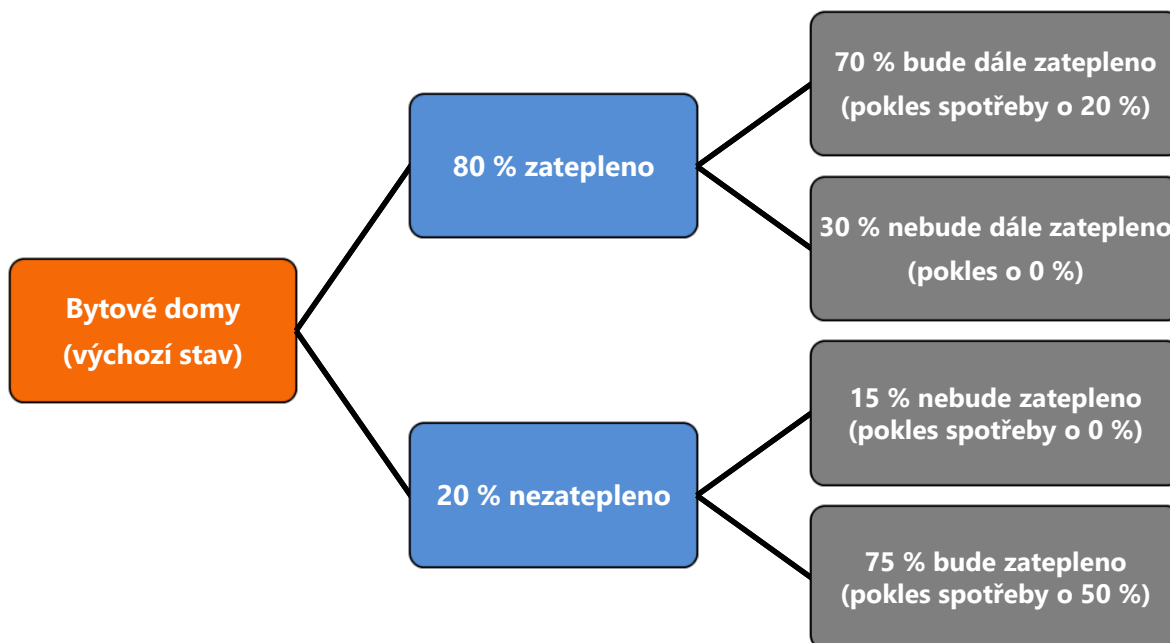 Bytové domy
(výchozí stav)
80 % zatepleno
20 % nezatepleno
70 % bude dále zatepleno
(pokles spotřeby o 20 %)
30 % nebude dále zatepleno
(pokles o 0 %)
15 % nebude zatepleno
(pokles spotřeby o 0 %)
75 % bude zatepleno
(pokles spotřeby o 50 %)